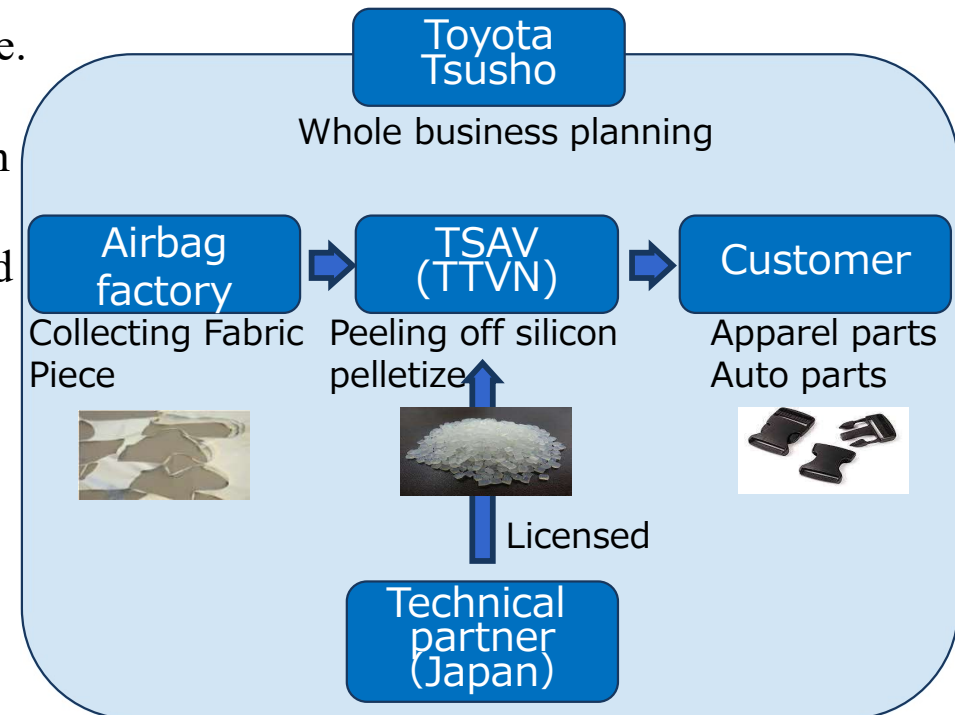 e.
n
d
Toyota
Tsusho
Whole business planning
Airbag
factory
Collecting Fabric
Piece
TSAV
(TTVN)
Peeling off silicon
pelletize
Customer
Apparel parts
Auto parts
Licensed
Technical
partner
(Japan)